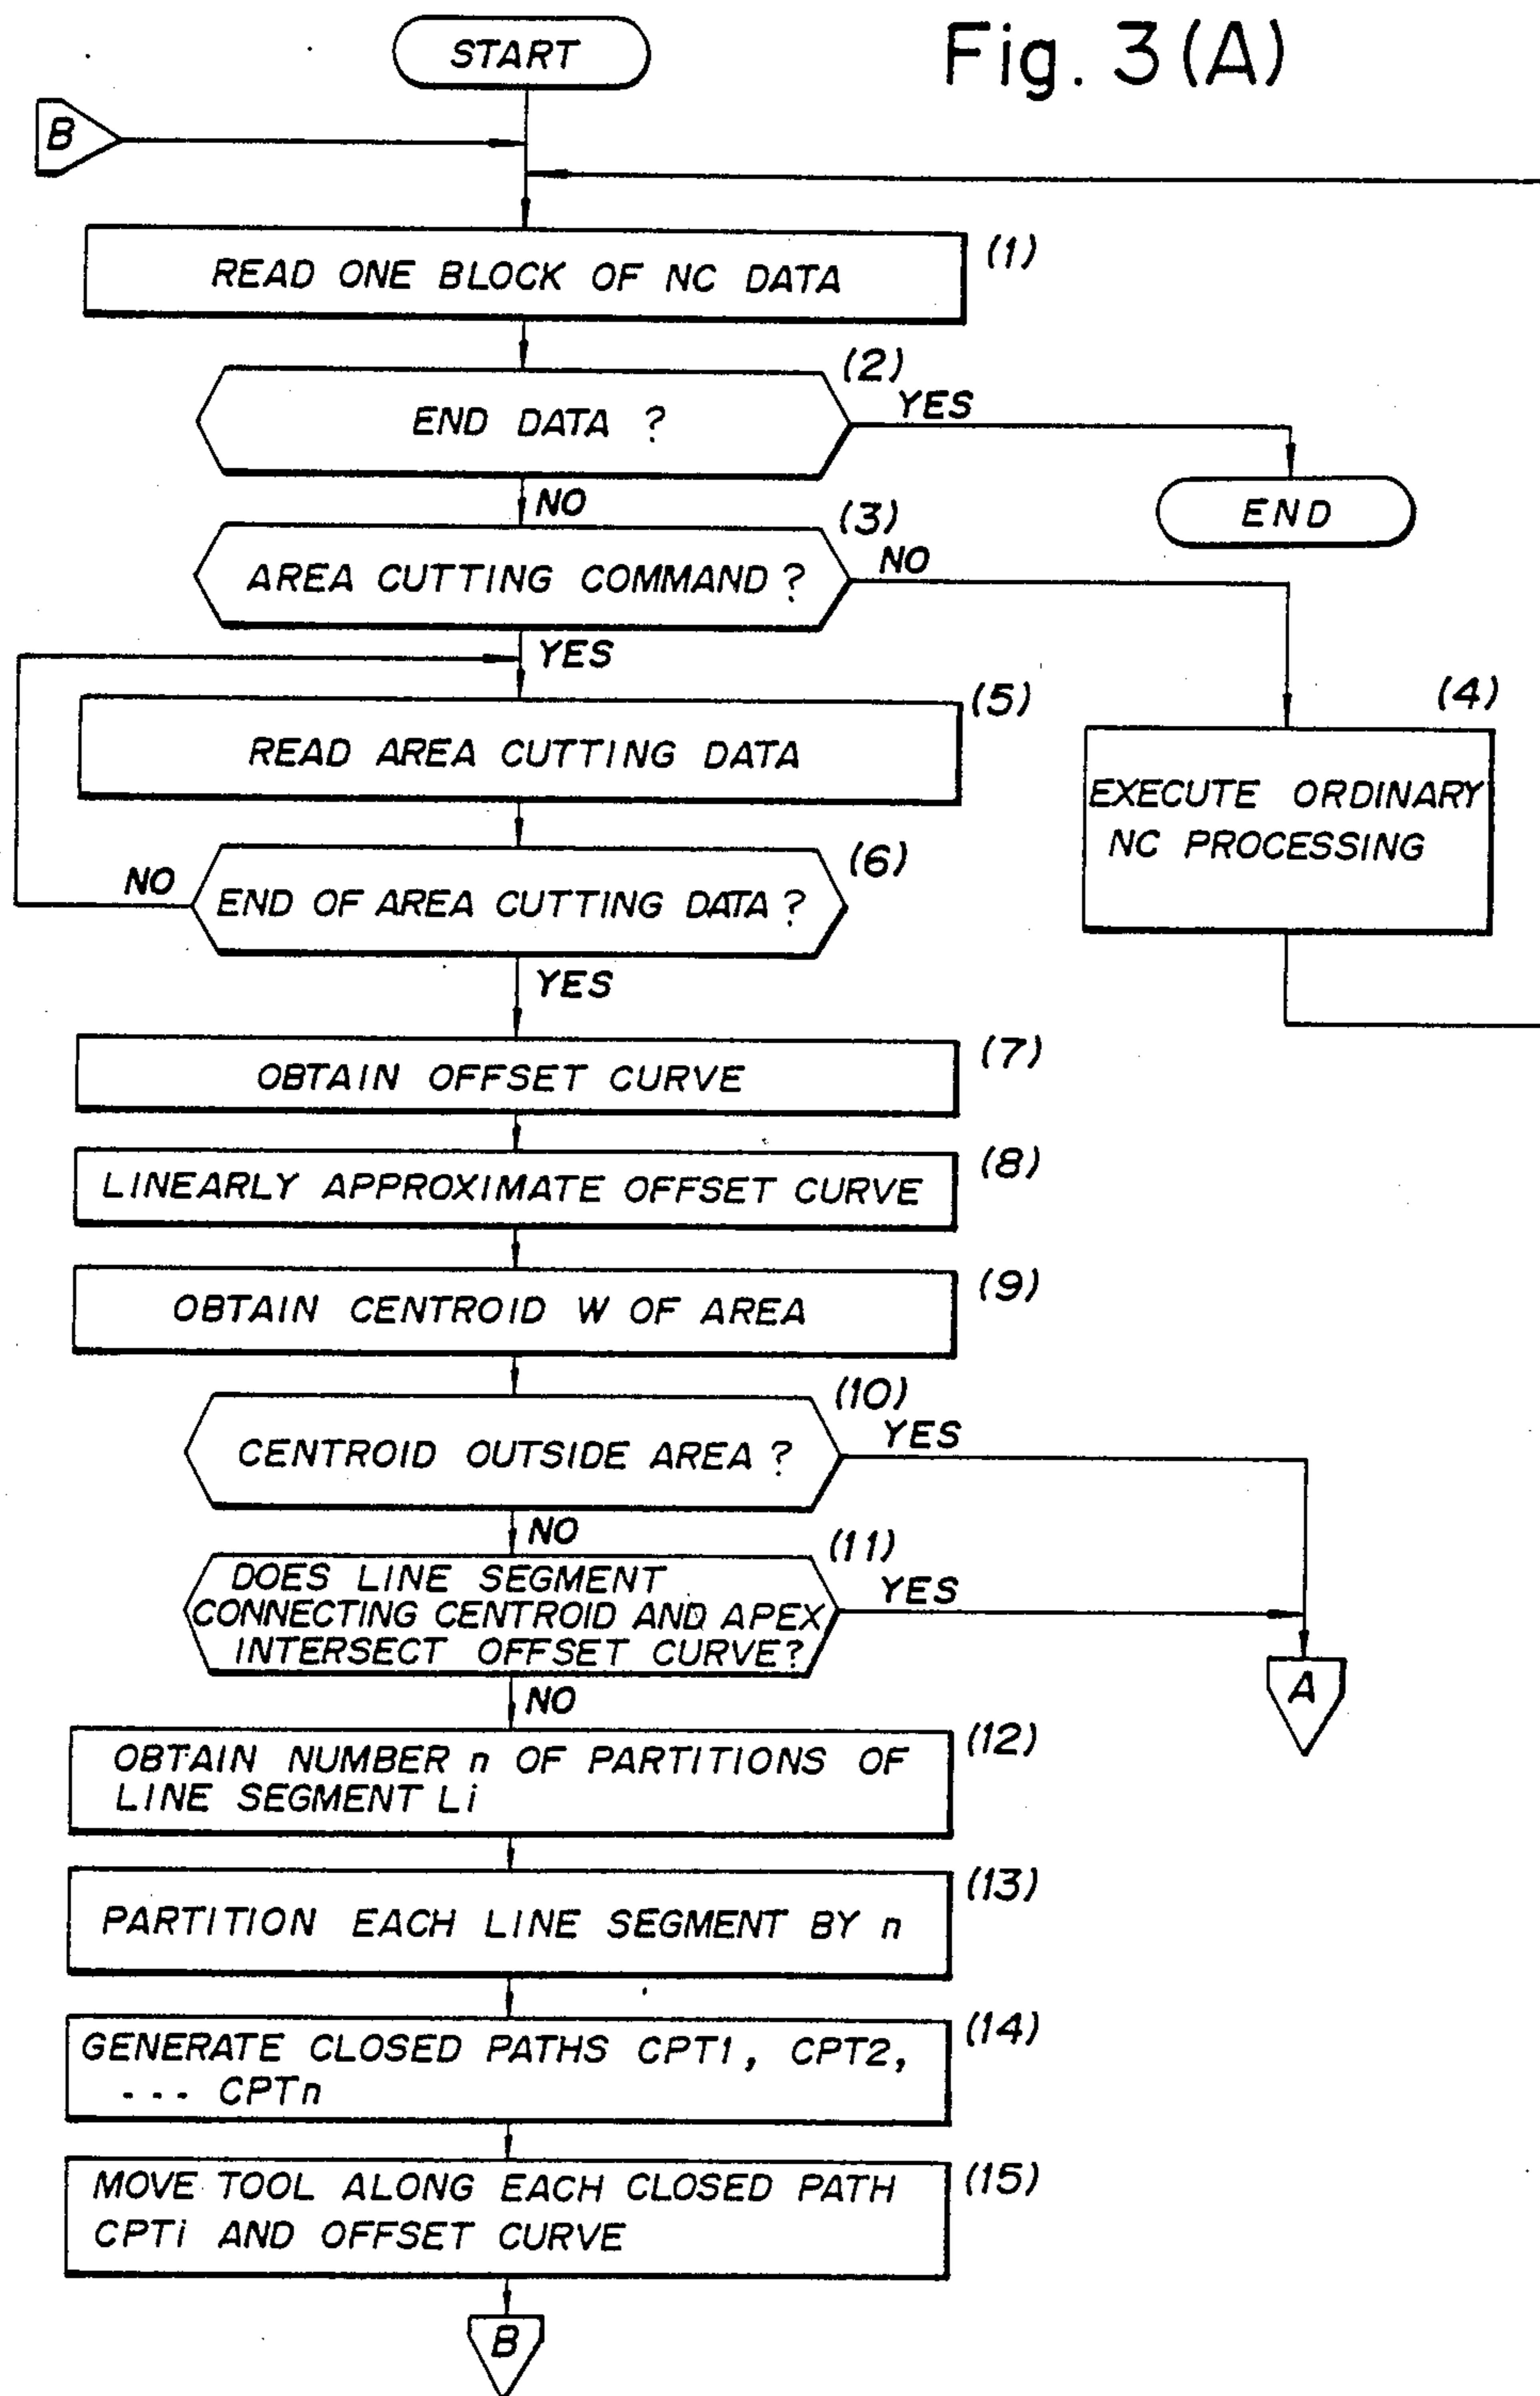 Fig. 3(A)
START
B
READ ONE BLOCK OF NC DATA
(1)
END DATA ?
(2)
YES
NO
END
AREA CUTTING COMMAND ?
(3)
NO
YES
(4)
EXECUTE ORDINARY
NC PROCESSING
READ AREA CUTTING DATA
(5)
END OF AREA CUTTING DATA ?
(6)
NO
YES
OBTAIN OFFSET CURVE
(7)
LINEARLY APPROXIMATE OFFSET CURVE
(8)
OBTAIN CENTROID W OF AREA
(9)
CENTROID OUTSIDE AREA ?
(10)
YES
NO
DOES LINE SEGMENT
CONNECTING CENTROID AND APEX
INTERSECT OFFSET CURVE?
(11)
YES
A
NO
OBTAIN NUMBER n OF PARTITIONS OF
LINE SEGMENT Li
(12)
PARTITION EACH LINE SEGMENT BY n
(13)
GENERATE CLOSED PATHS CPT1, CPT2,
--- CPTn
(14)
MOVE TOOL ALONG EACH CLOSED PATH
CPTi AND OFFSET CURVE
(15)
B